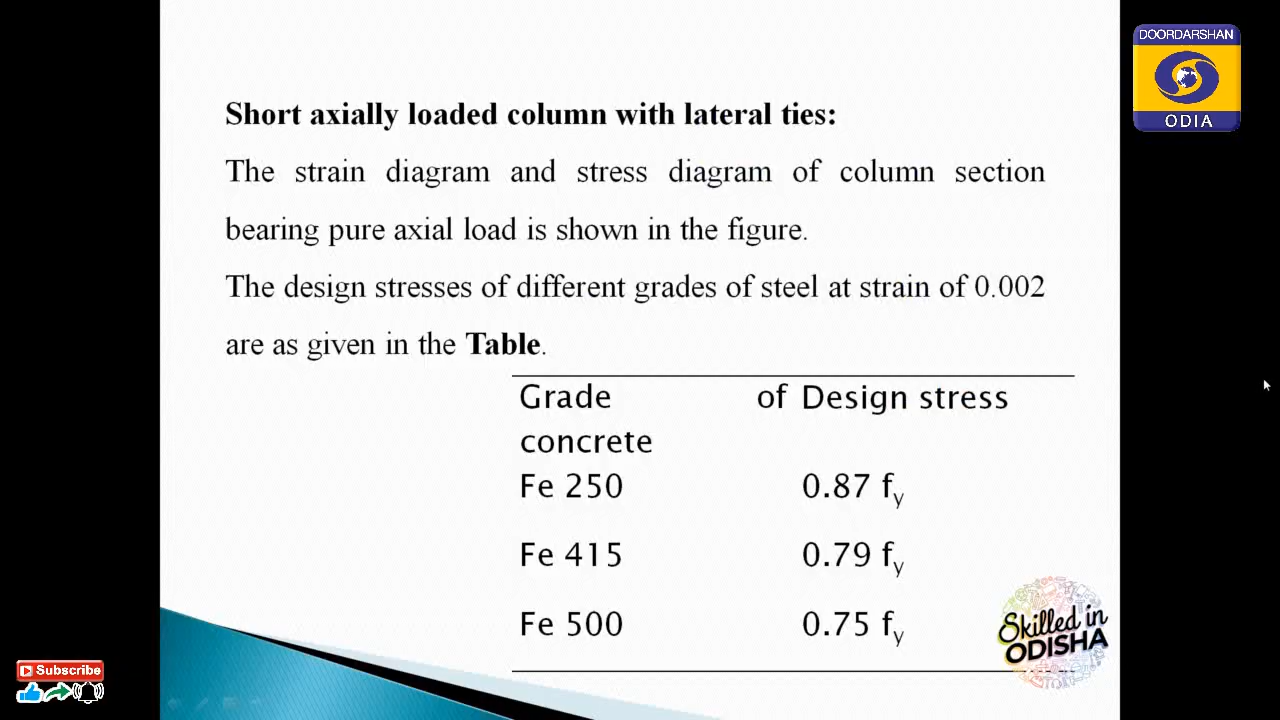 DOORDARSHAN
ODIA
Short axially loaded column with lateral ties:
The strain diagram and stress diagram of column section
bearing pure axial load is shown in the figure.
The design stresses of different grades of steel at strain of 0.002
are as given in the Table.
Grade of Design stress
concrete
Fe 250 0.87 fy
Fe 415 0.79 fy
Fe 500 0.75 fy
Skilled in
ODISHA
Subscribe